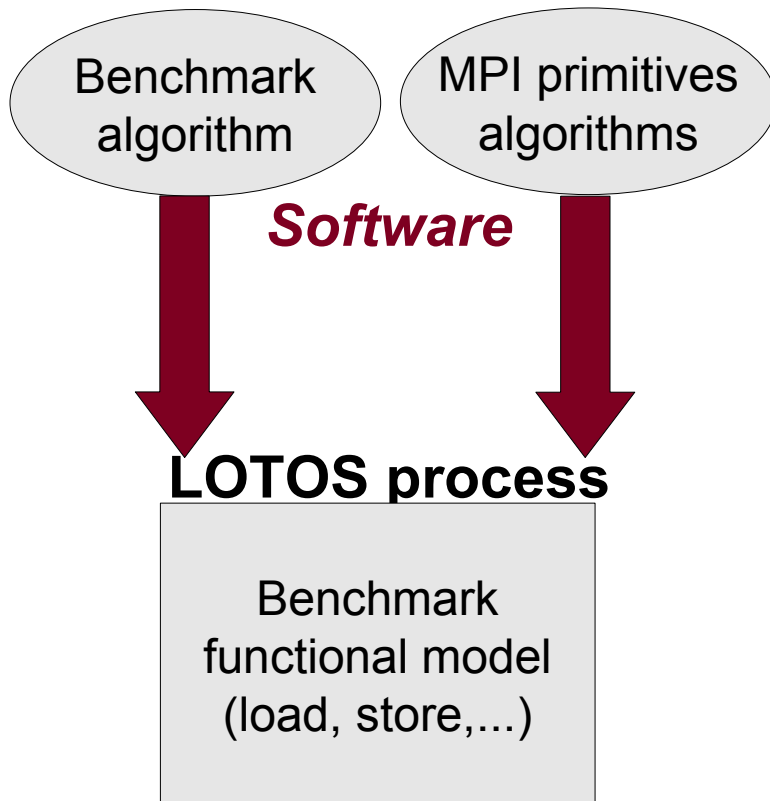 Benchmark
algorithm
MPI primitives
algorithms
Software
LOTOS process
Benchmark
functional model
(load, store,...)